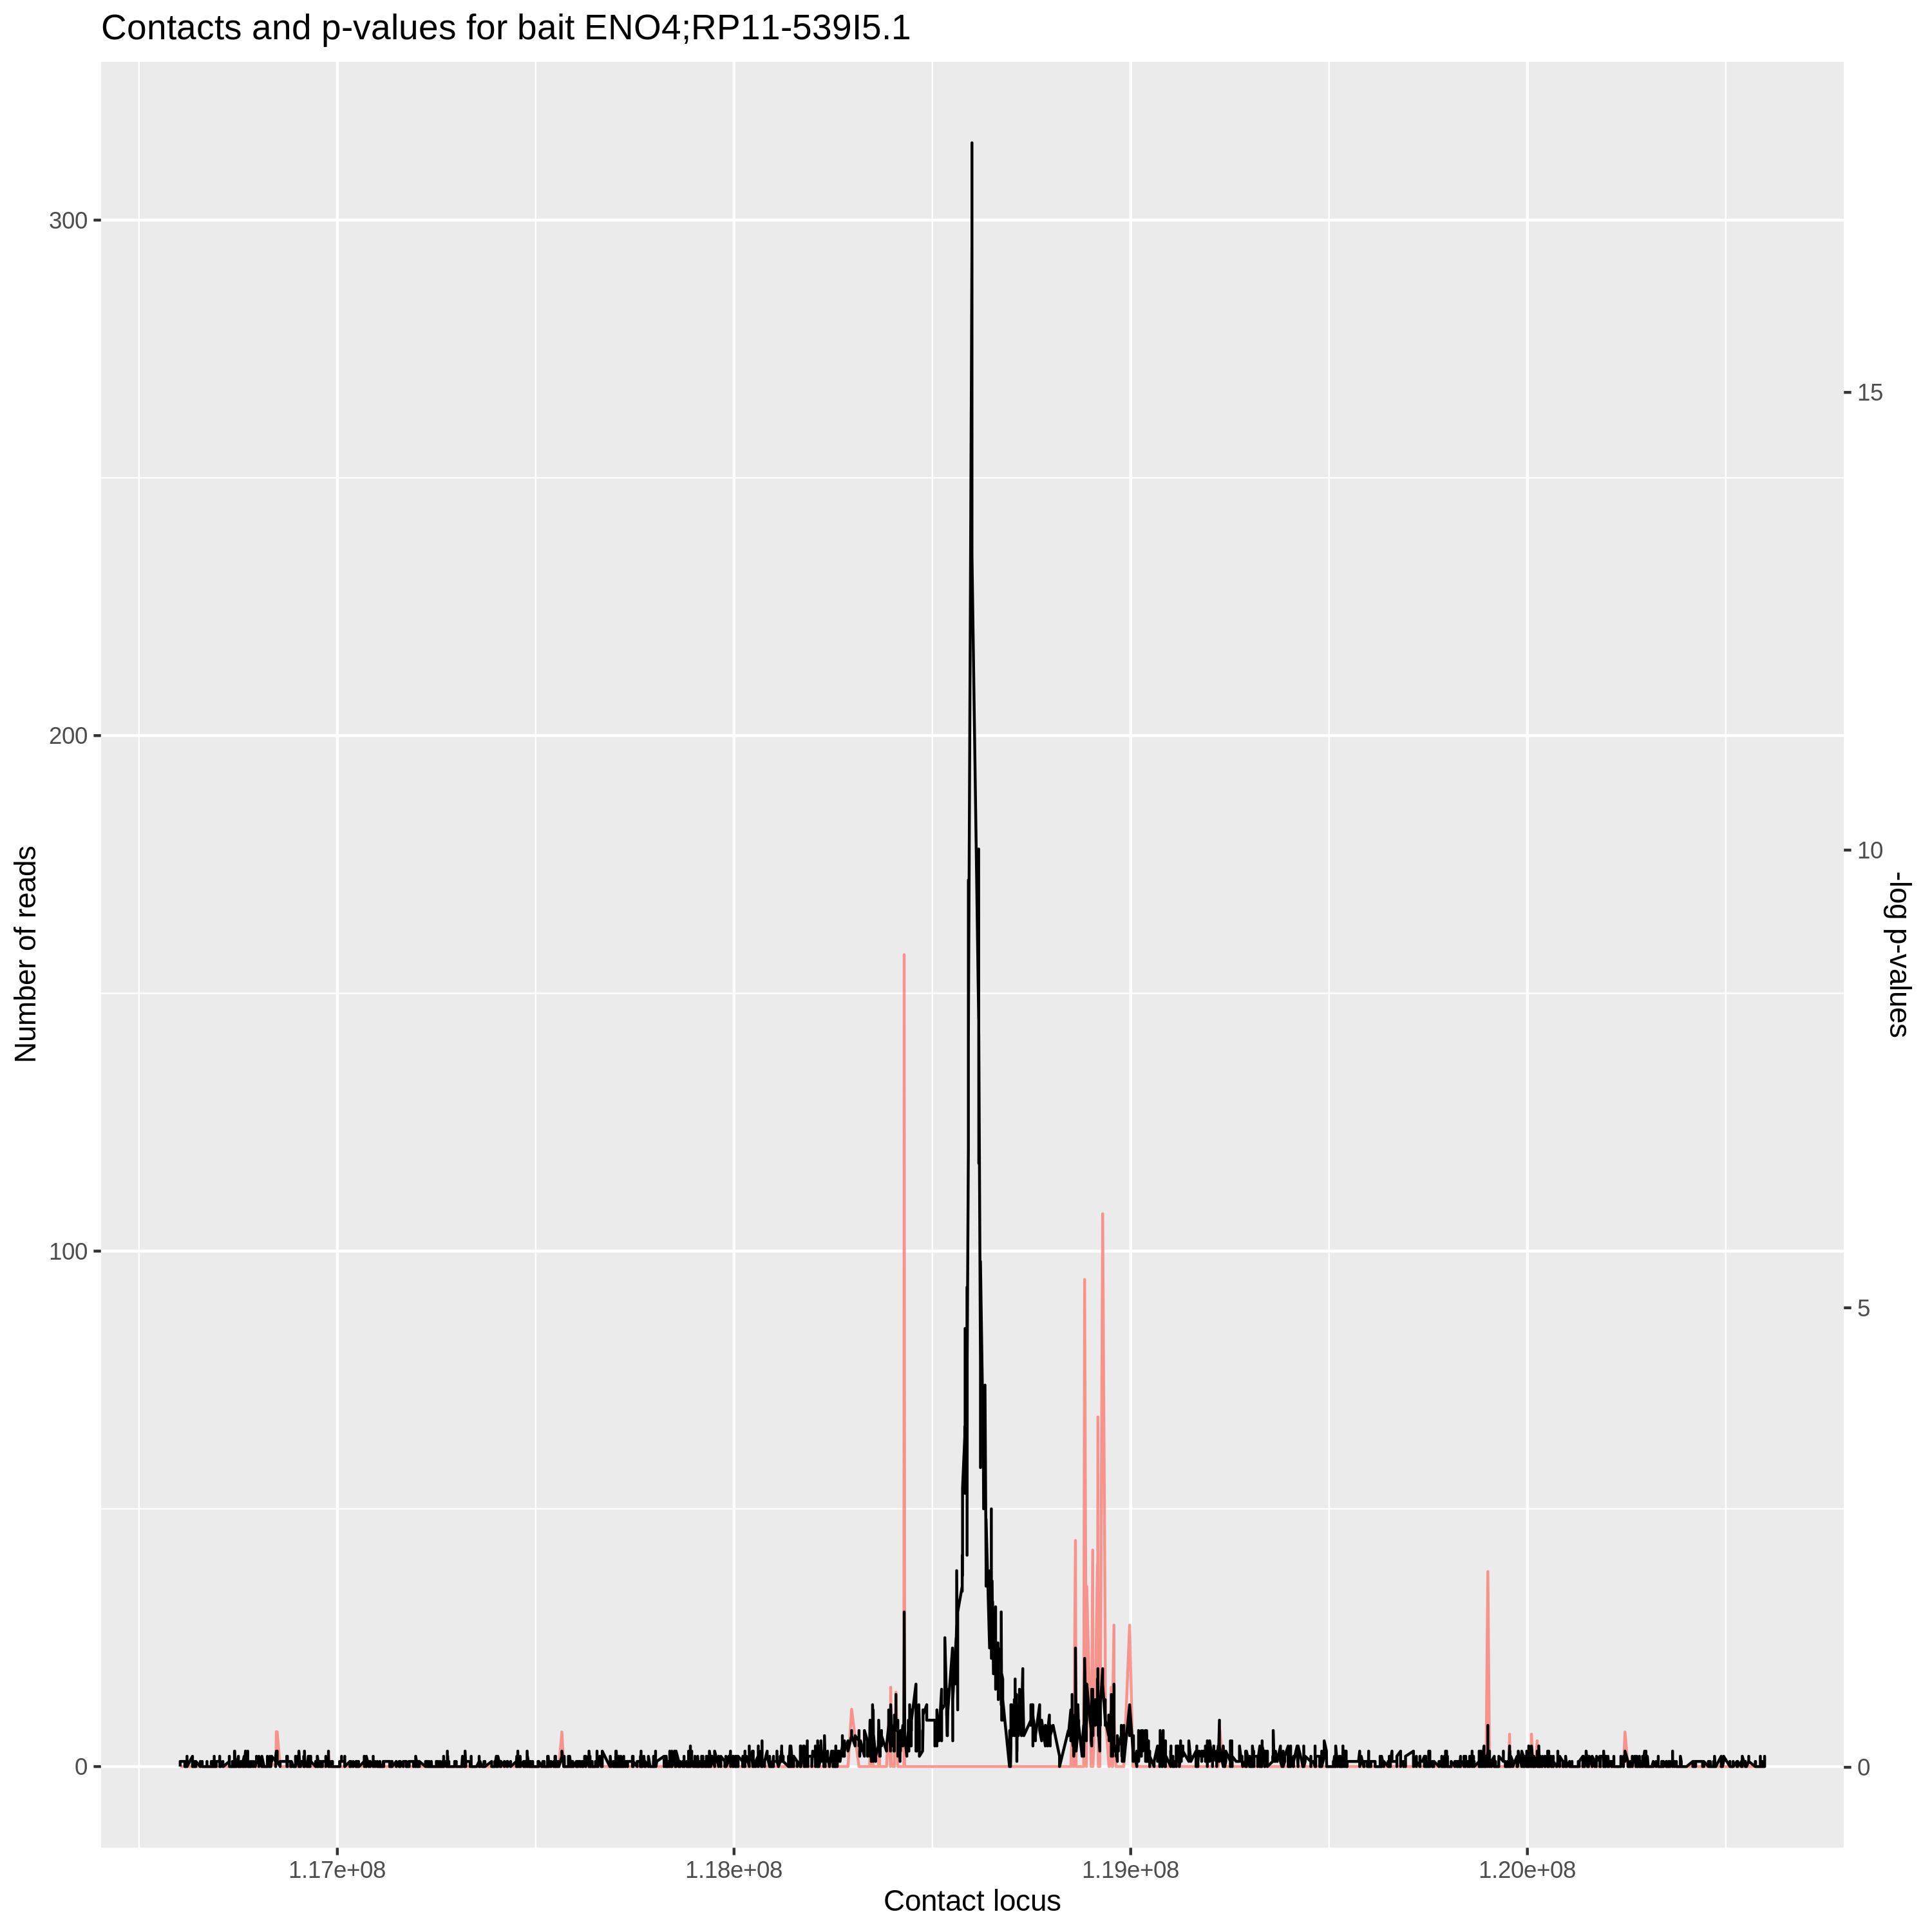 Contacts and p-values for bait ENO4;RP11-539I5.1
300
200
100
0
Number of reads
15
10
5
0
-log p-values
1.17e+08
1.18e+08
1.19e+08
1.20e+08
Contact locus